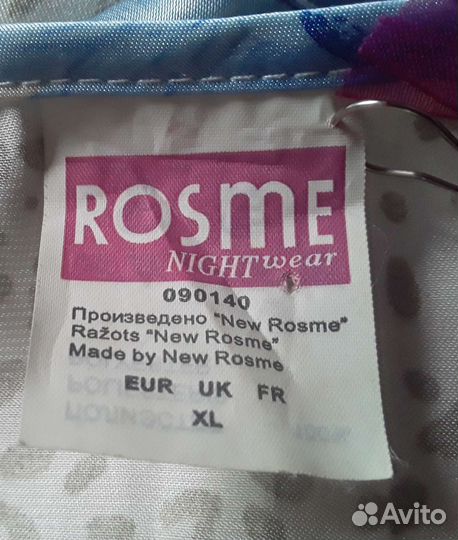 ROSME
NIGHTwear
090140
Произведено "New Rosme"
Ražots "New Rosme"
Made by New Rosme
EUR UK FR
XL
Avito